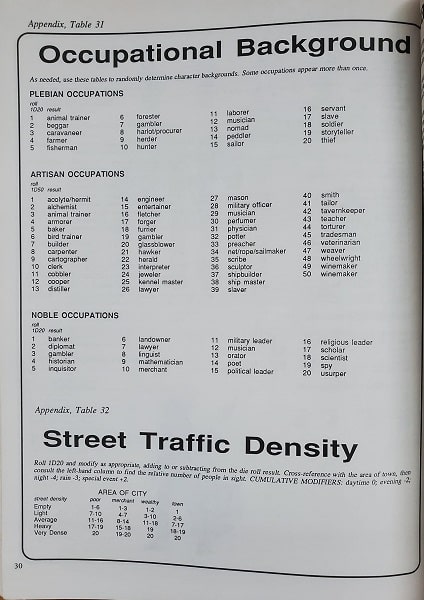 Appendix, Table 31
Occupational Background
As needed, use these tables to randomly determine character backgrounds. Some occupations appear more than once.
PLEBIAN OCCUPATIONS
roll
1D20 result
1 animal trainer 6 forester 11 laborer 16 servant
2 beggar 7 gambler 12 musician 17 slave
3 caravaneer 8 harlot/procurer 13 nomad 18 soldier
4 farmer 9 herder 14 peddler 19 storyteller
5 fisherman 10 hunter 15 sailor 20 thief
ARTISAN OCCUPATIONS
roll
1D50 result
1 acolyte/hermit 14 engineer 27 mason 40 smith
2 alchemist 15 entertainer 28 military officer 41 tailor
3 animal trainer 16 fletcher 29 musician 42 tavernkeeper
4 armorer 17 forger 30 perfumer 43 teacher
5 baker 18 furrier 31 physician 44 torturer
6 bird trainer 19 gambler 32 potter 45 tradesman
7 builder 20 glassblower 33 preacher 46 veterinarian
8 carpenter 21 hawker 34 net/rope/sailmaker 47 weaver
9 cartographer 22 herald 35 scribe 48 wheelwright
10 clerk 23 interpreter 36 sculptor 49 winemaker
11 cobbler 24 jeweler 37 shipbuilder 50 winemaker
12 cooper 25 kennel master 38 ship master
13 distiller 26 lawyer 39 slaver
NOBLE OCCUPATIONS
roll
1D20 result
1 banker 6 landowner 11 military leader 16 religious leader
2 diplomat 7 lawyer 12 musician 17 scholar
3 gambler 8 linguist 13 orator 18 scientist
4 historian 9 mathematician 14 poet 19 spy
5 inquisitor 10 merchant 15 political leader 20 usurper
Appendix, Table 32
Street Traffic Density
Roll 1D20 and modify as appropriate, adding to or subtracting from the die roll result. Cross-reference with the area of town, then
consult the left-hand column to find the relative number of people in sight. CUMULATIVE MODIFIERS: daytime 0; evening -2;
night -4; rain -3; special event +2.
AREA OF CITY
street density poor merchant wealthy town
Empty 1-6 1-3 1-2 1
Light 7-10 4-7 3-10 2-6
Average 11-16 8-14 11-18 7-17
Heavy 17-19 15-18 19 18-19
Very Dense 20 19-20 20 20
30